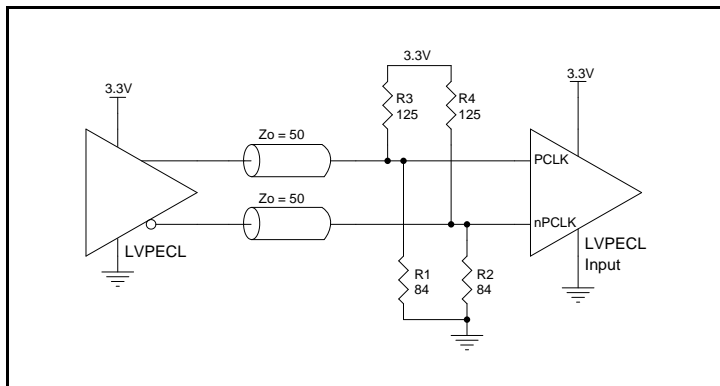 3.3V
3.3V
3.3V
R3
125
R4
125
Zo = 50
PCLK
Zo = 50
nPCLK
LVPECL
LVPECL
Input
R1
84
R2
84